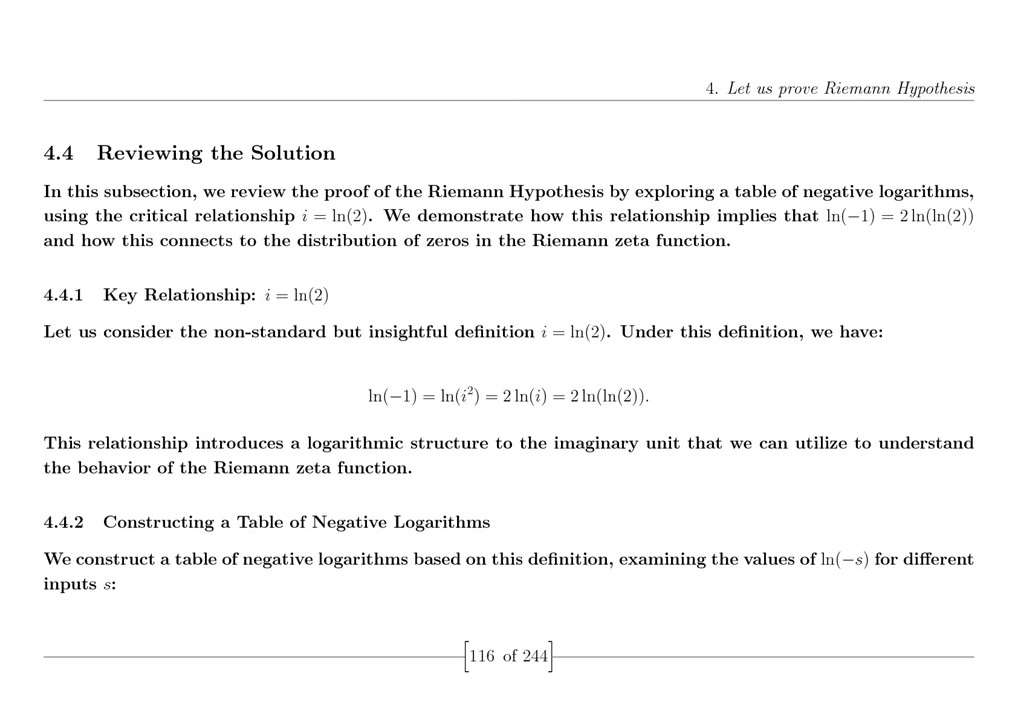 4. Let us prove Riemann Hypothesis
4.4 Reviewing the Solution
In this subsection, we review the proof of the Riemann Hypothesis by exploring a table of negative logarithms,
using the critical relationship i = ln(2). We demonstrate how this relationship implies that ln(−1) = 2 ln(ln(2))
and how this connects to the distribution of zeros in the Riemann zeta function.
4.4.1 Key Relationship: i = ln(2)
Let us consider the non-standard but insightful definition i = ln(2). Under this definition, we have:
ln(−1) = ln(i²) = 2 ln(i) = 2 ln(ln(2)).
This relationship introduces a logarithmic structure to the imaginary unit that we can utilize to understand
the behavior of the Riemann zeta function.
4.4.2 Constructing a Table of Negative Logarithms
We construct a table of negative logarithms based on this definition, examining the values of ln(−s) for different
inputs s:
[116 of 244]